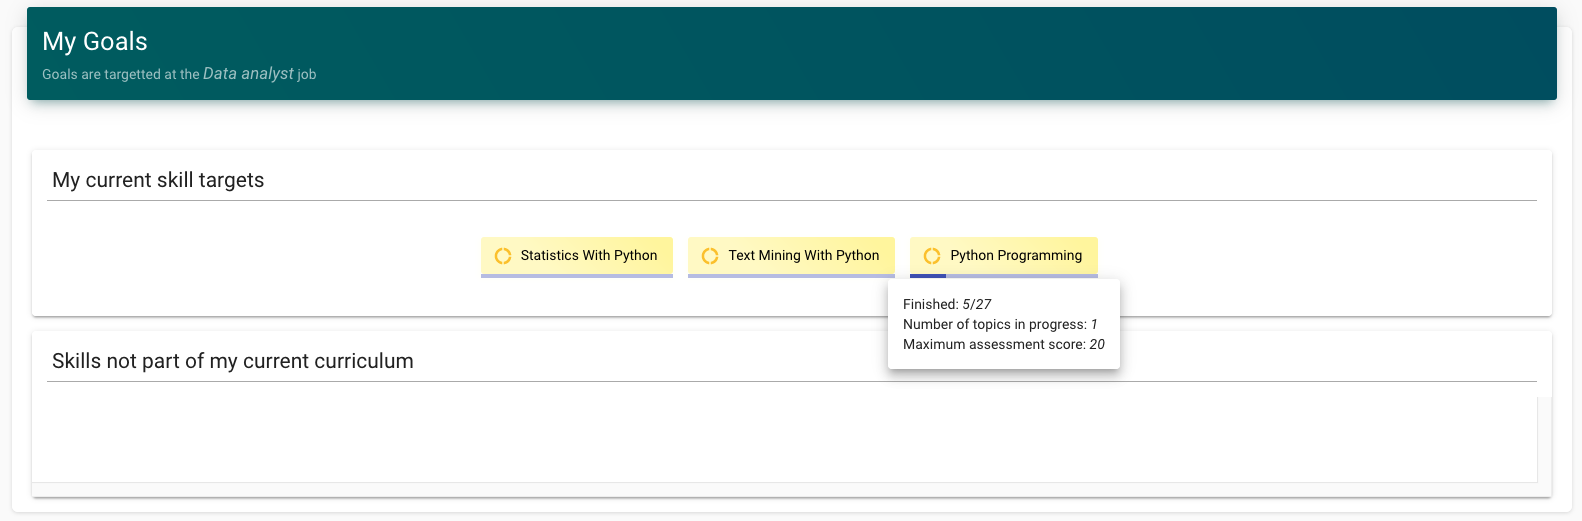 My Goals
Goals are targetted at the Data analyst job
My current skill targets
Statistics With Python
Text Mining With Python
Python Programming
Finished: 5/27
Number of topics in progress: 1
Maximum assessment score: 20
Skills not part of my current curriculum